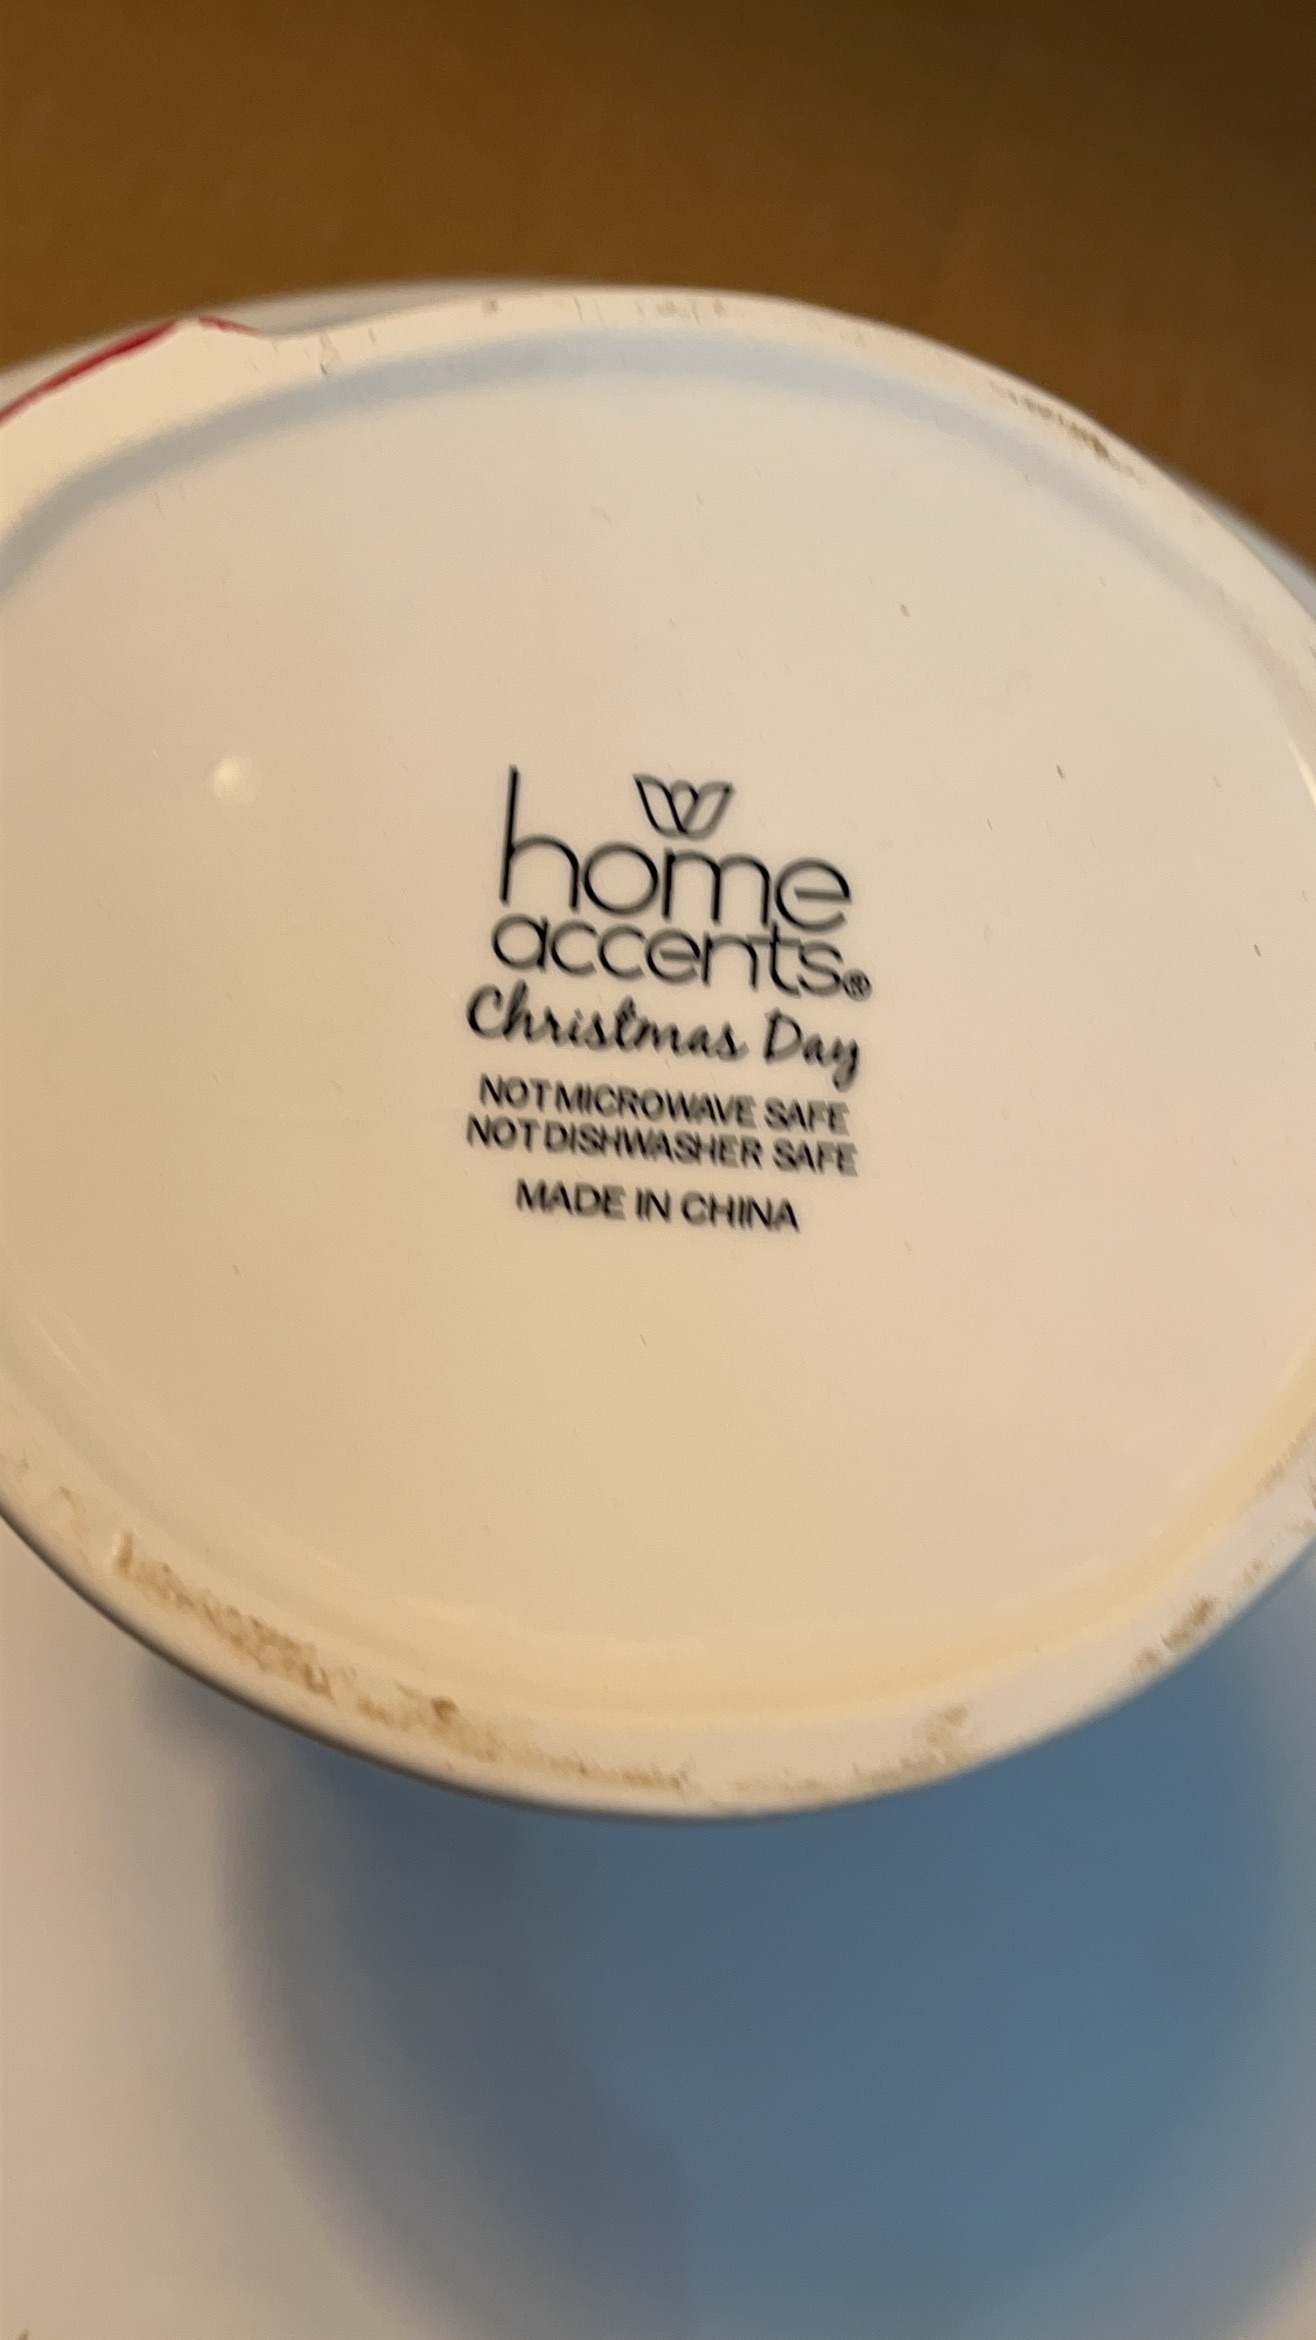 home
accents®
Christmas Day
NOT MICROWAVE SAFE
NOT DISHWASHER SAFE
MADE IN CHINA